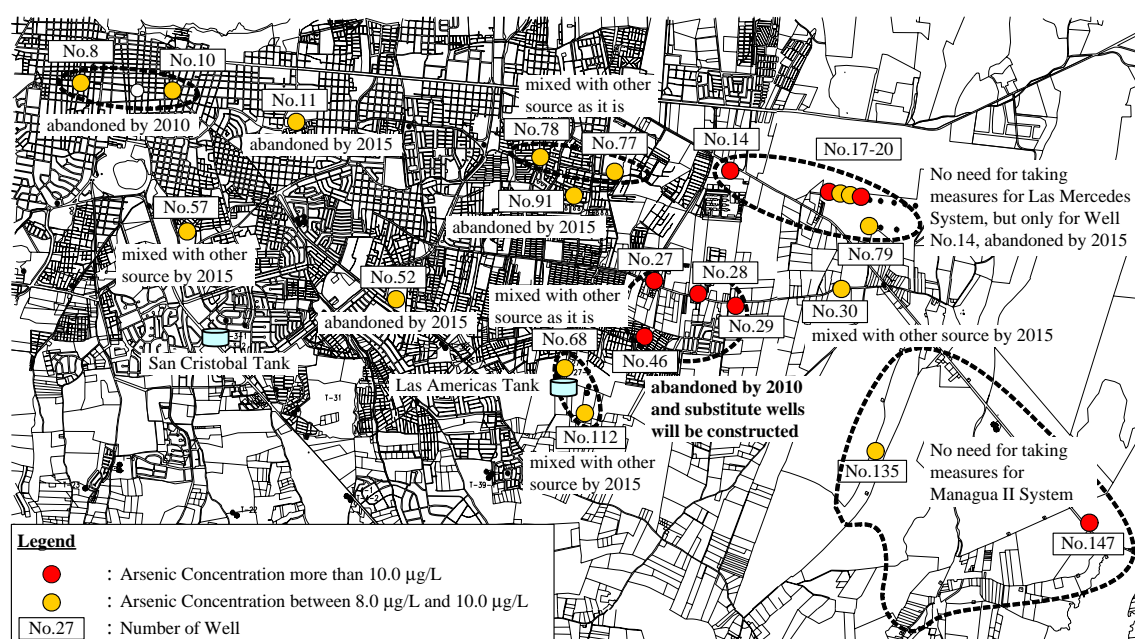 No.8
No.10
abandoned by 2010
No.11
abandoned by 2015
mixed with other
source as it is
No.78
No.77
No.91
abandoned by 2015
No.14
No.17-20
No need for taking
measures for Las Mercedes
System, but only for Well
No.14, abandoned by 2015
No.79
No.57
mixed with other
source by 2015
No.52
abandoned by 2015
No.27
No.28
No.29
No.46
No.30
mixed with other source by 2015
mixed with other
source as it is
No.68
San Cristobal Tank
Las Americas Tank
abandoned by 2010
and substitute wells
will be constructed
No.112
mixed with other
source by 2015
T-31
T-39
T-22
No.135
No need for taking
measures for
Managua II System
No.147
Legend
: Arsenic Concentration more than 10.0 µg/L
: Arsenic Concentration between 8.0 µg/L and 10.0 µg/L
No.27 : Number of Well